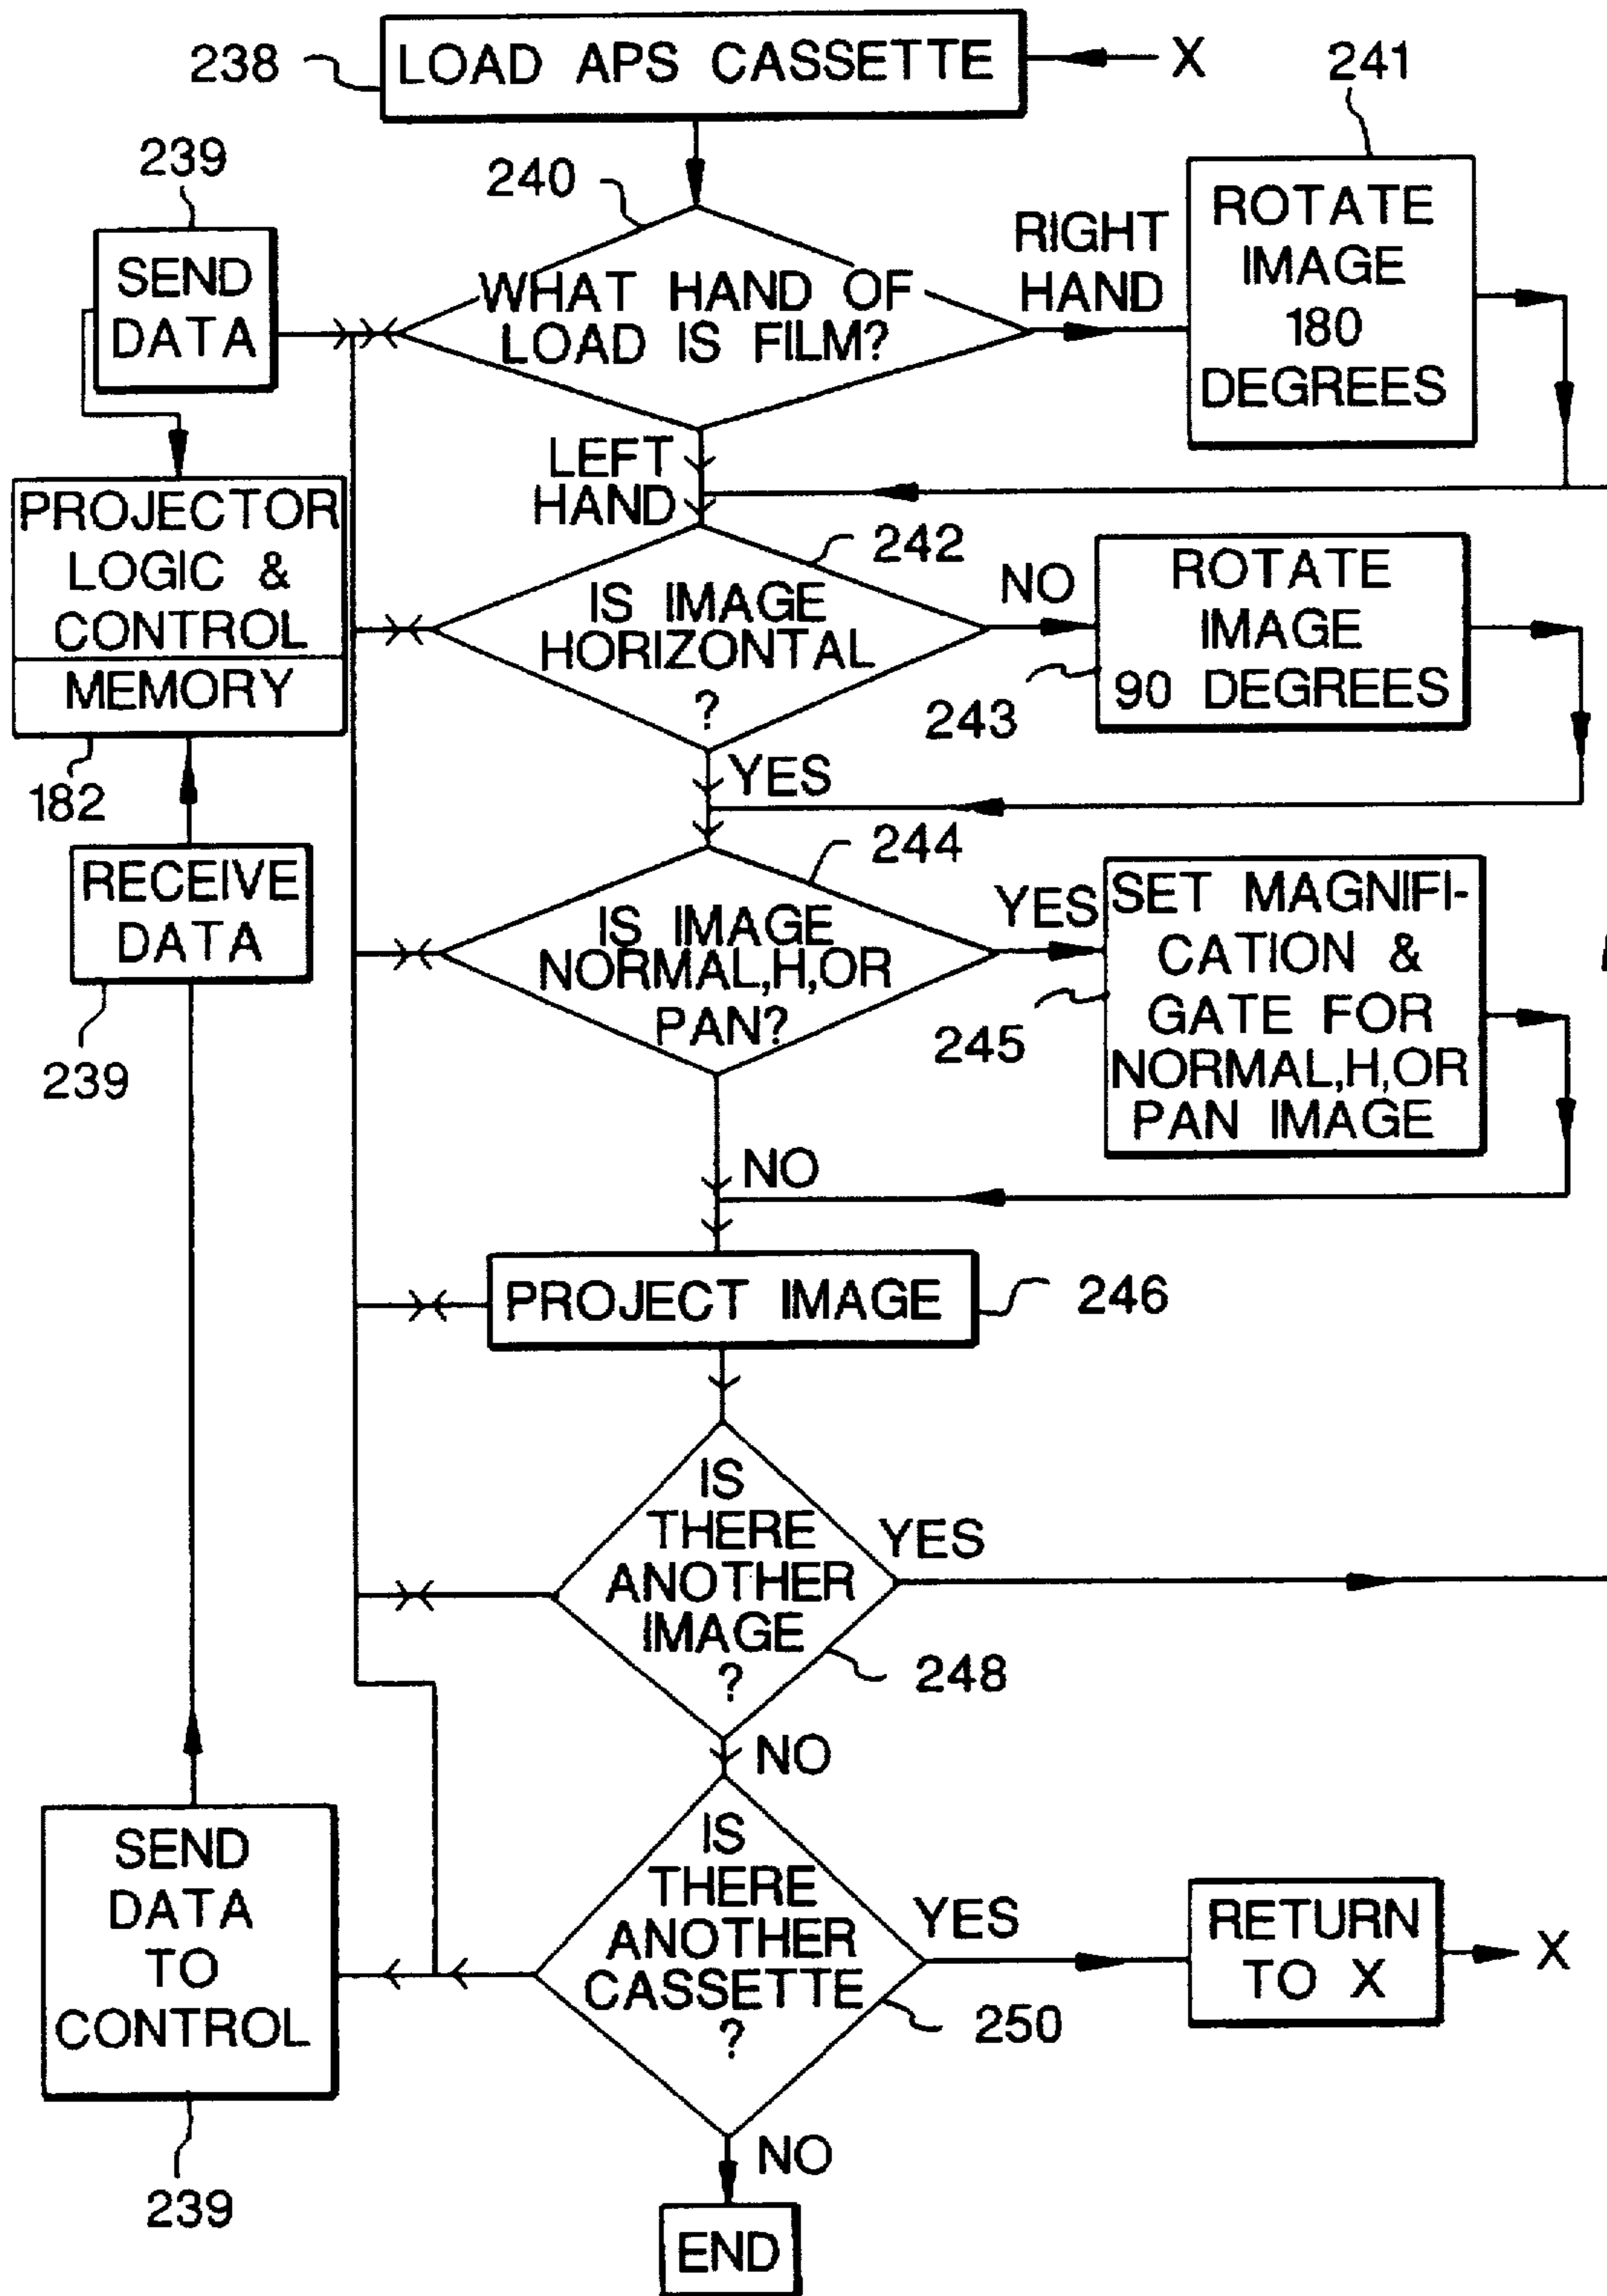 238
LOAD APS CASSETTE
X
241
239
240
SEND
DATA
WHAT HAND OF
LOAD IS FILM?
RIGHT
HAND
ROTATE
IMAGE
180
DEGREES
LEFT
HAND
PROJECTOR
LOGIC &
CONTROL
MEMORY
182
242
IS IMAGE
HORIZONTAL
?
NO
ROTATE
IMAGE
90 DEGREES
243
YES
244
RECEIVE
DATA
239
IS IMAGE
NORMAL,H,OR
PAN?
YES
SET MAGNIFI-
CATION &
GATE FOR
NORMAL,H,OR
PAN IMAGE
245
NO
PROJECT IMAGE
246
IS
THERE
ANOTHER
IMAGE
?
YES
248
NO
SEND
DATA
TO
CONTROL
239
IS
THERE
ANOTHER
CASSETTE
?
YES
250
RETURN
TO X
X
NO
END